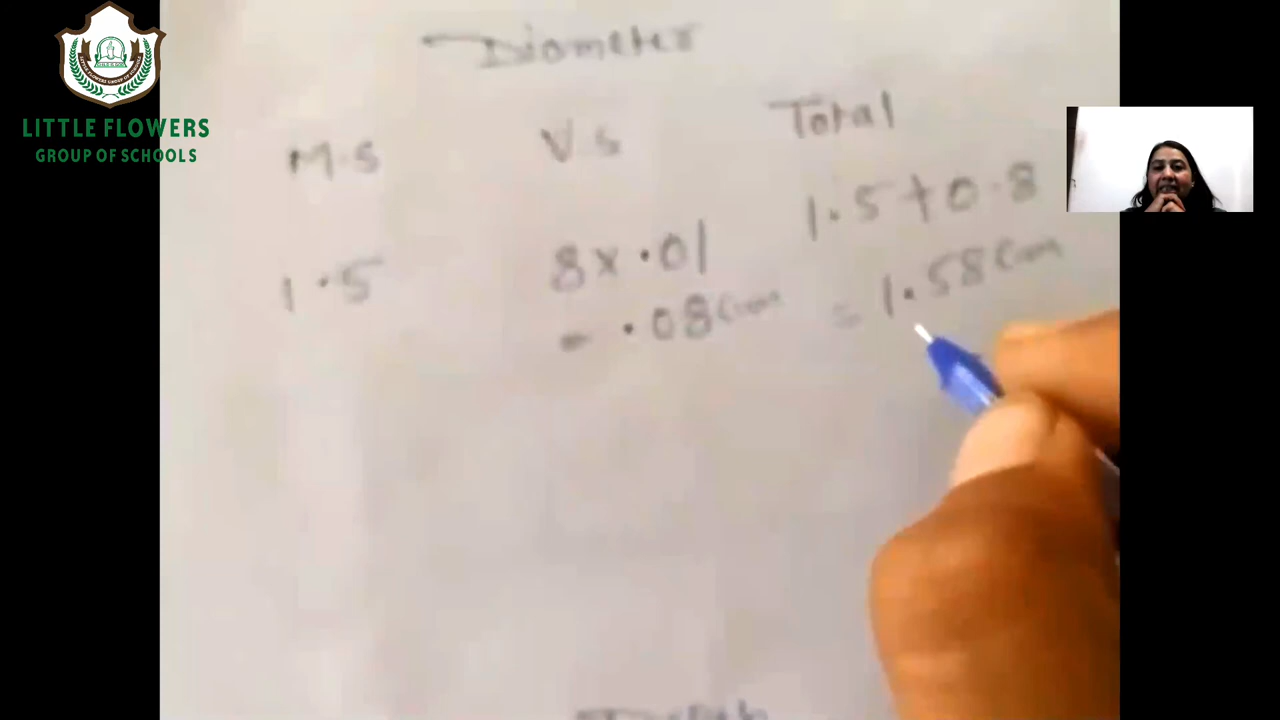 LITTLE FLOWERS
GROUP OF SCHOOLS
Diameter
M.S V.S Total
1.5 8x .01 1.5+0.8
= .08cm = 1.58cm